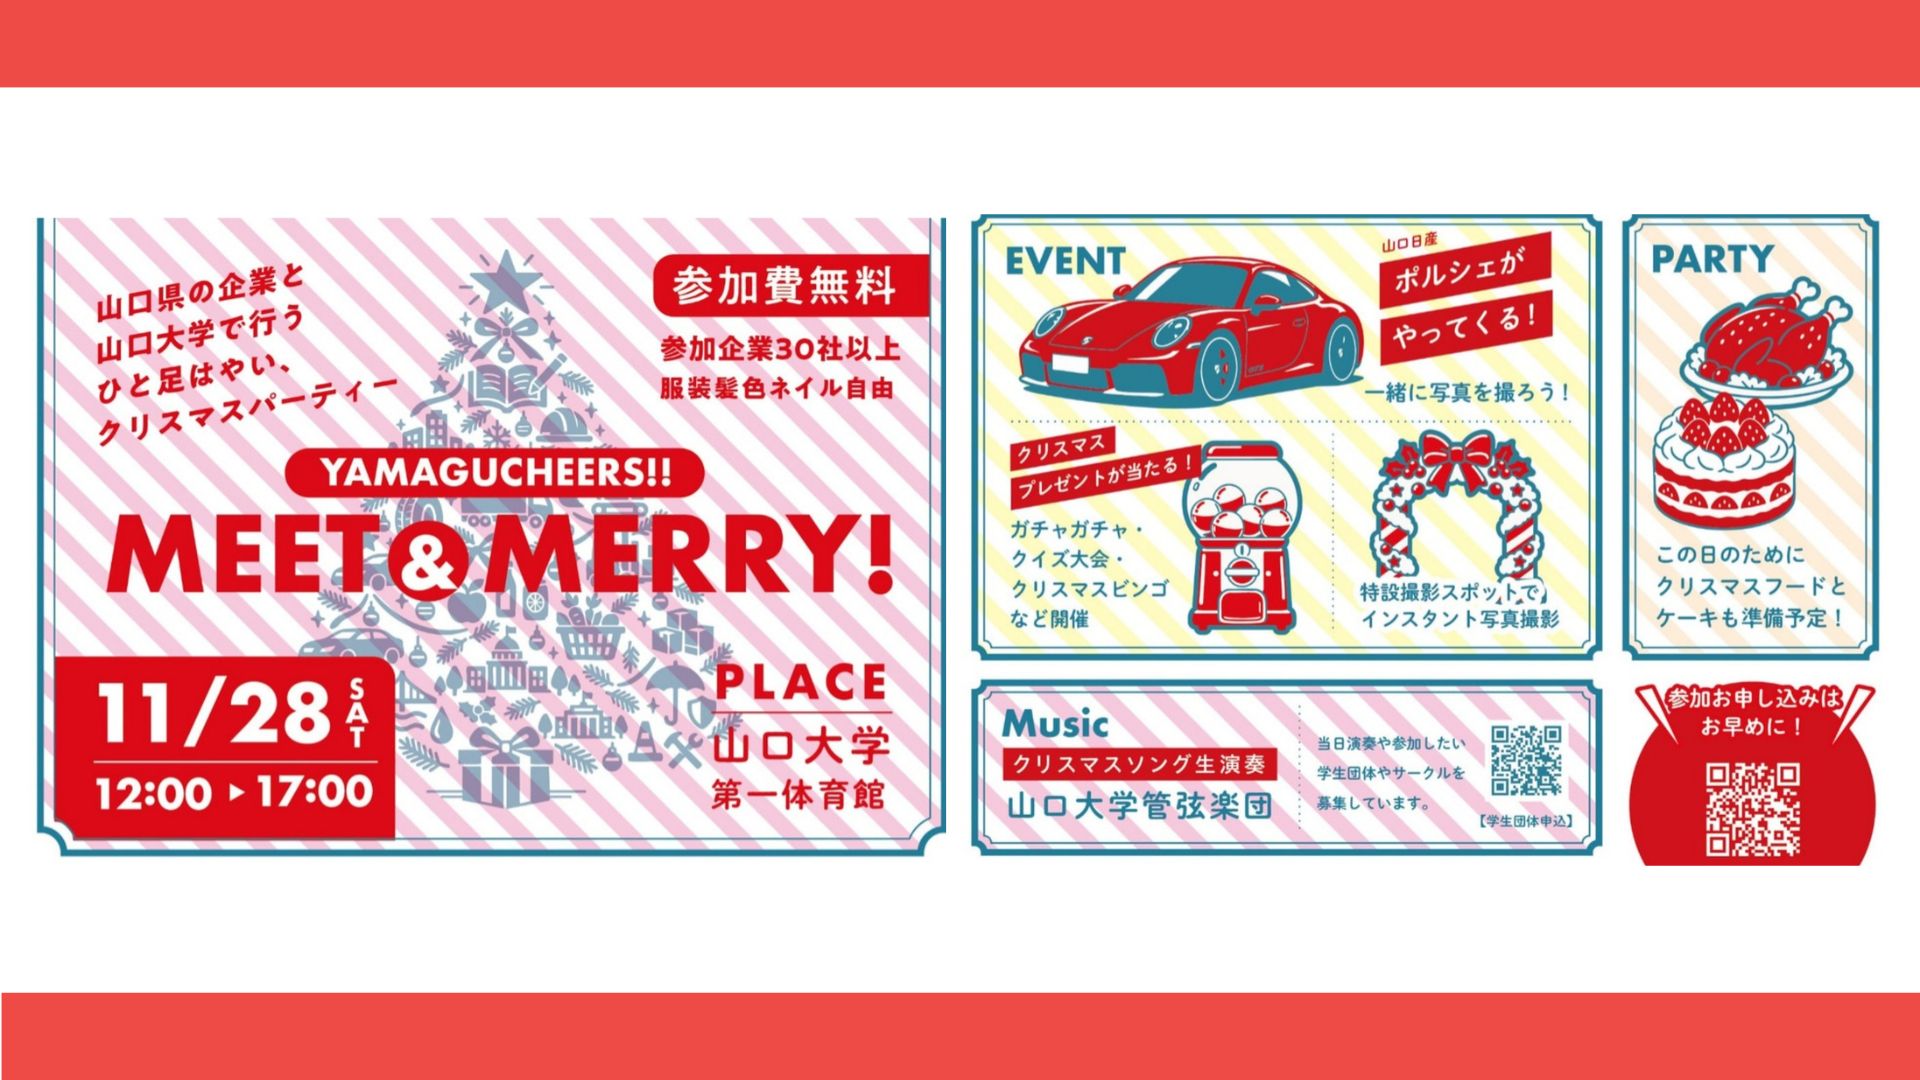 山口県の企業と
山口大学で行う
ひと足はやい、
クリスマスパーティー
参加費無料
参加企業30社以上
服装髪色ネイル自由
YAMAGUCHEERS!!
MEET & MERRY!
11/28 SAT
12:00 ▶ 17:00
PLACE
山口大学
第一体育館
EVENT
山口日産
ポルシェが
やってくる!
一緒に写真を撮ろう!
クリスマス
プレゼントが当たる!
ガチャガチャ・
クイズ大会・
クリスマスビンゴ
など開催
特設撮影スポットで、
インスタント写真撮影
PARTY
この日のために
クリスマスフードと
ケーキも準備予定!
Music
クリスマスソング生演奏
山口大学管弦楽団
当日演奏や参加したい
学生団体やサークルを
募集しています。
【学生団体申込】
参加お申し込みは
お早めに!